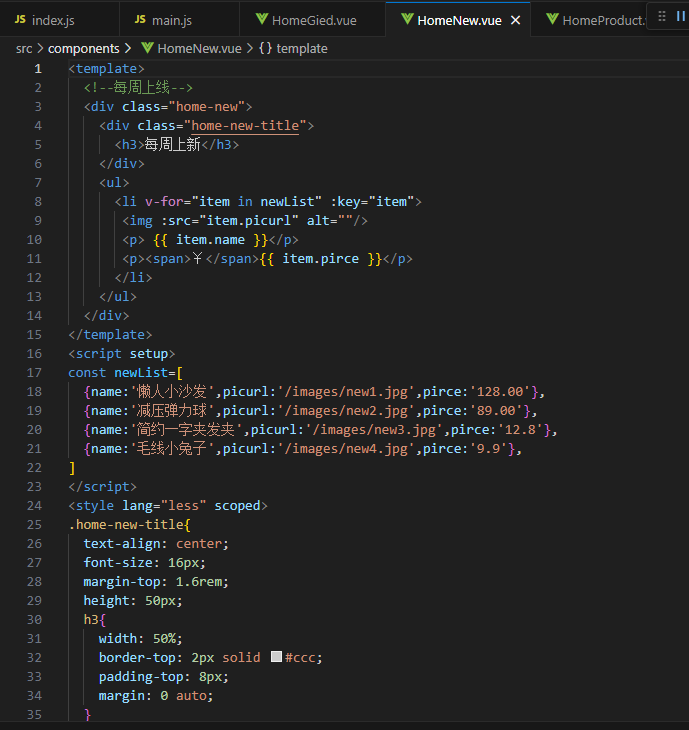 JS index.js
JS main.js
HomeGied.vue
HomeNew.vue
HomeProduct.
src > components > HomeNew.vue > {} template
1 <template>
2 <!--每周上线-->
3 <div class="home-new">
4 <div class="home-new-title">
5 <h3>每周上新</h3>
6 </div>
7 <ul>
8 <li v-for="item in newList" :key="item">
9 <img :src="item.picurl" alt=""/>
10 <p> {{ item.name }}</p>
11 <p><span>¥</span>{{ item.pirce }}</p>
12 </li>
13 </ul>
14 </div>
15 </template>
16 <script setup>
17 const newList=[
18 {name:'懒人小沙发',picurl:'/images/new1.jpg',pirce:'128.00'},
19 {name:'减压弹力球',picurl:'/images/new2.jpg',pirce:'89.00'},
20 {name:'简约一字夹发夹',picurl:'/images/new3.jpg',pirce:'12.8'},
21 {name:'毛线小兔子',picurl:'/images/new4.jpg',pirce:'9.9'},
22 ]
23 </script>
24 <style lang="less" scoped>
25 .home-new-title{
26 text-align: center;
27 font-size: 16px;
28 margin-top: 1.6rem;
29 height: 50px;
30 h3{
31 width: 50%;
32 border-top: 2px solid #ccc;
33 padding-top: 8px;
34 margin: 0 auto;
35 }